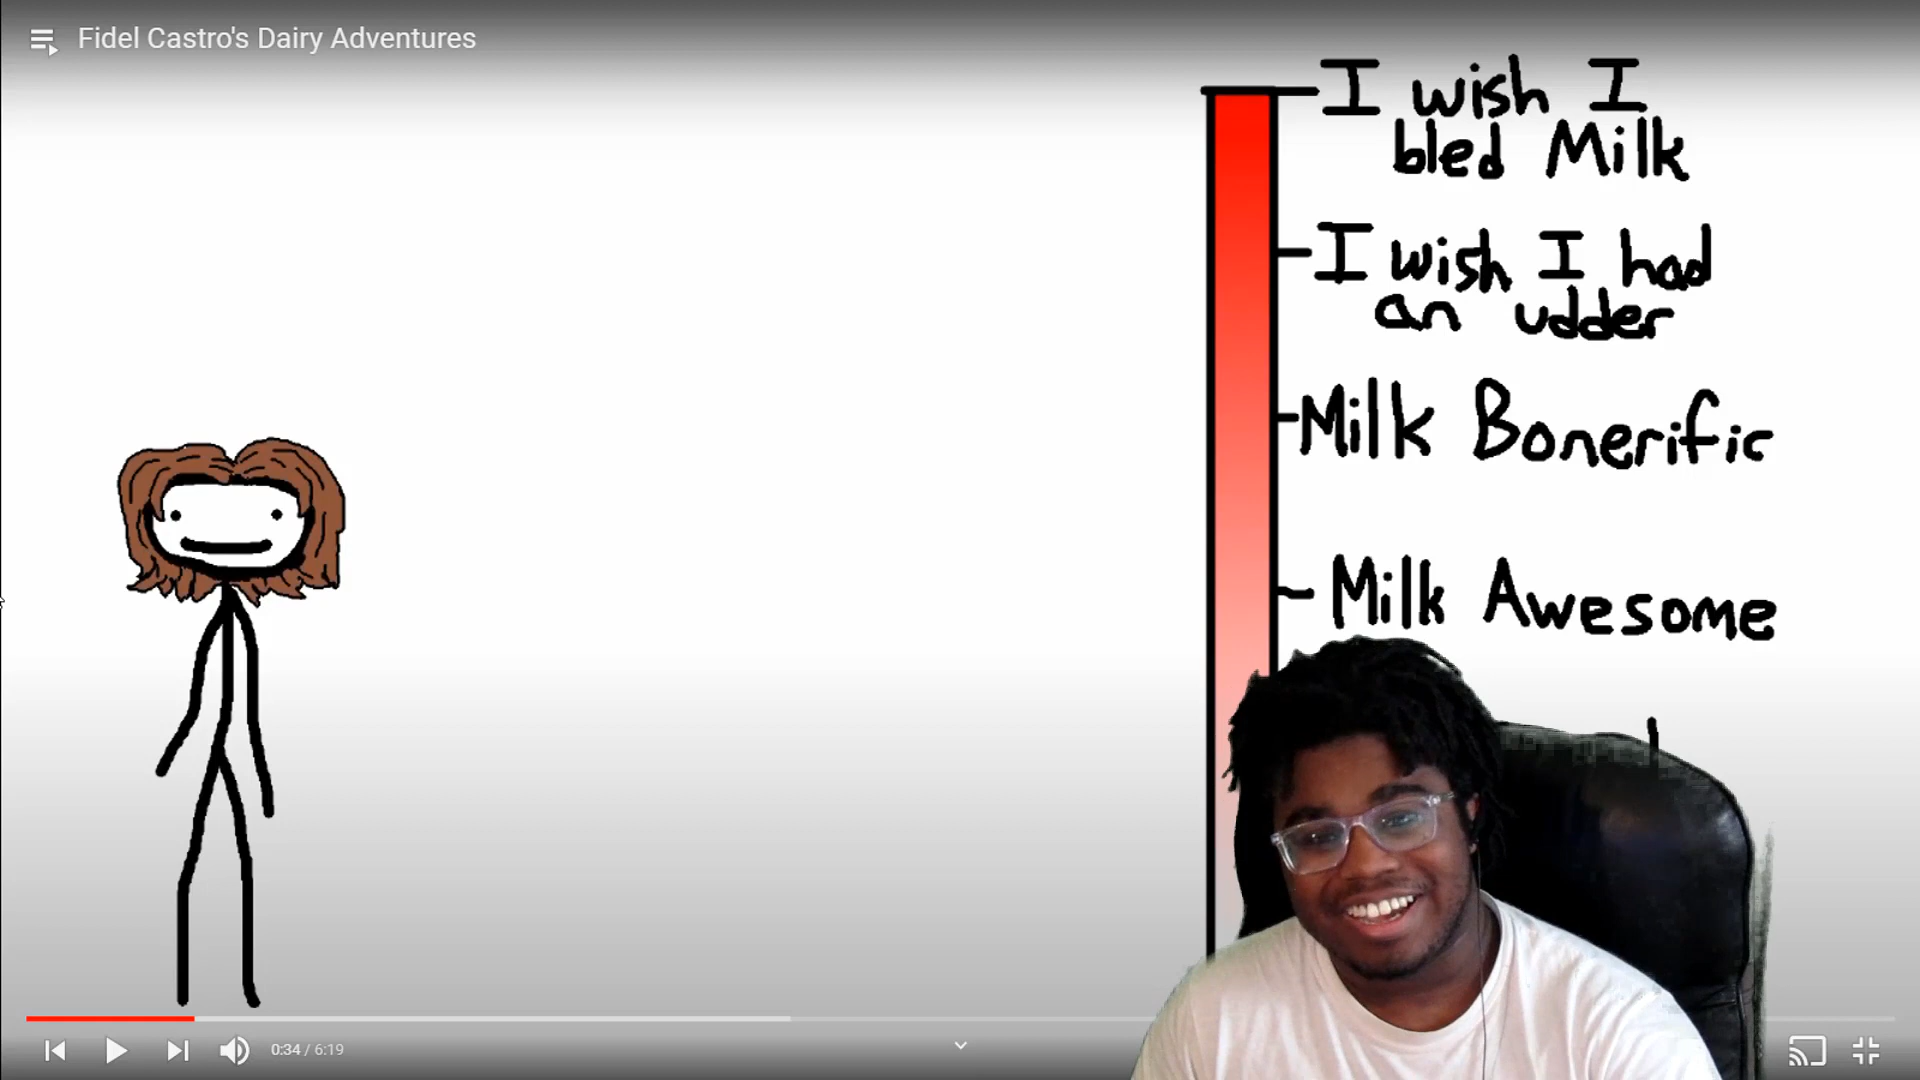 Fidel Castro's Dairy Adventures
I wish I
bled Milk
I wish I had
an udder
Milk Bonerific
Milk Awesome
0:34 / 6:19